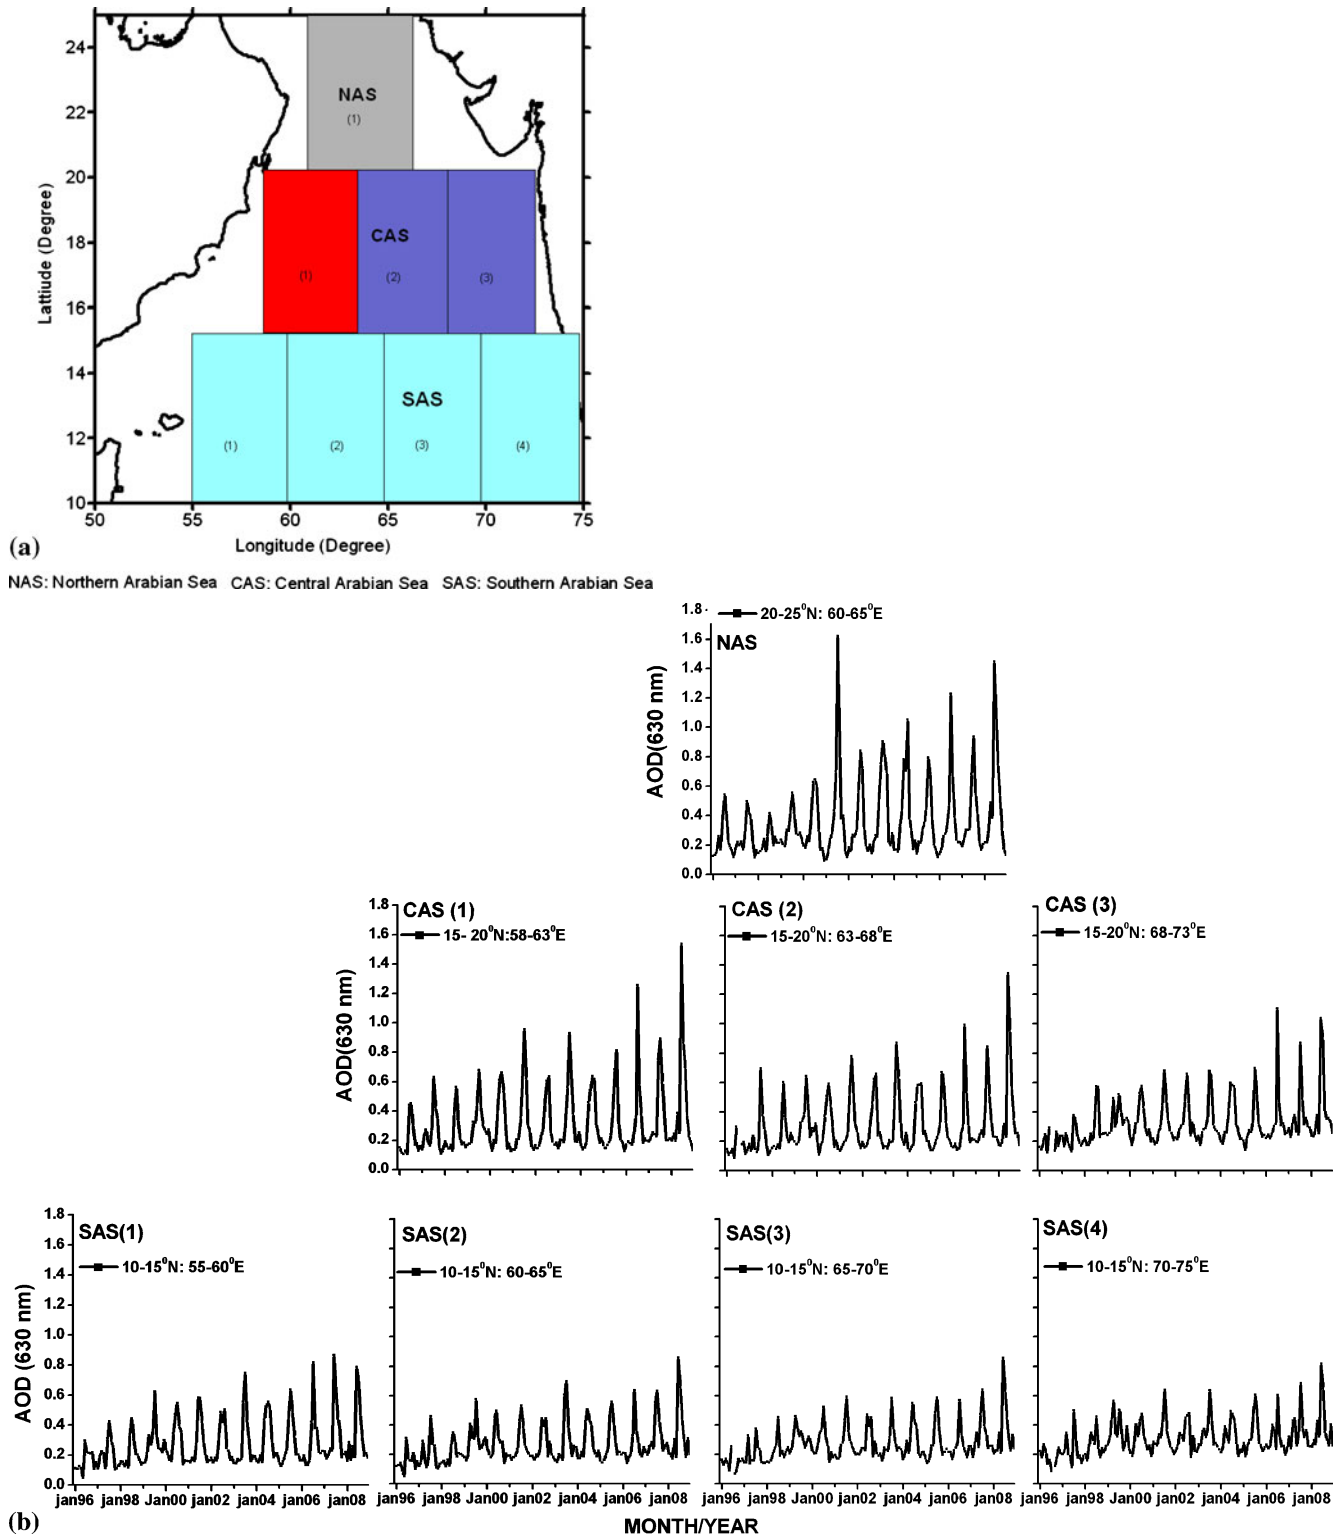 24
22
20
18
16
14
12
10
Lattiude (Degree)
NAS
(1)
CAS
(1)
(2)
(3)
SAS
(1)
(2)
(3)
(4)
50
55
60
65
70
75
Longitude (Degree)
(a)
NAS: Northern Arabian Sea CAS: Central Arabian Sea SAS: Southern Arabian Sea
1.8
1.6
1.4
1.2
1.0
0.8
0.6
0.4
0.2
0.0
AOD(630 nm)
20-25⁰N: 60-65⁰E
NAS
1.8
1.6
1.4
1.2
1.0
0.8
0.6
0.4
0.2
0.0
AOD(630 nm)
CAS (1)
15- 20⁰N:58-63⁰E
CAS (2)
15-20⁰N: 63-68⁰E
CAS (3)
15-20⁰N: 68-73⁰E
1.8
1.6
1.4
1.2
1.0
0.8
0.6
0.4
0.2
0.0
AOD (630 nm)
SAS(1)
10-15⁰N: 55-60⁰E
SAS(2)
10-15⁰N: 60-65⁰E
SAS(3)
10-15⁰N: 65-70⁰E
SAS(4)
10-15⁰N: 70-75⁰E
jan96 jan98 Jan00 jan02 jan04 jan06 jan08
jan96 jan98 Jan00 jan02 jan04 jan06 jan08
jan96 jan98 Jan00 jan02 jan04 jan06 jan08
jan96 jan98 Jan00 jan02 jan04 jan06 jan08
(b)
MONTH/YEAR